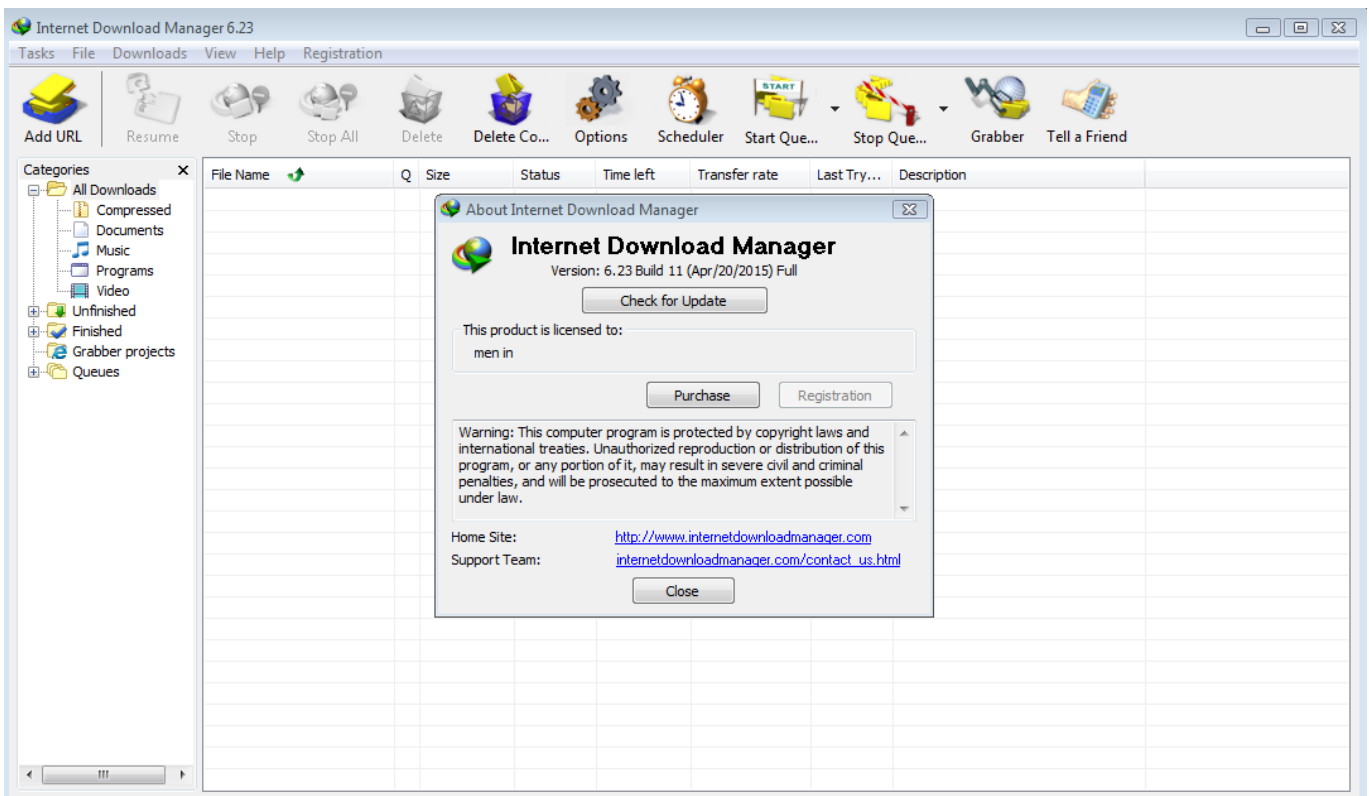 Internet Download Manager 6.23
Tasks File Downloads View Help Registration
Add URL Resume Stop Stop All Delete Delete Co... Options Scheduler Start Que... Stop Que... Grabber Tell a Friend
START
Categories
File Name Q Size Status Time left Transfer rate Last Try... Description
All Downloads
Compressed
Documents
Music
Programs
Video
Unfinished
Finished
Grabber projects
Queues
About Internet Download Manager
Internet Download Manager
Version: 6.23 Build 11 (Apr/20/2015) Full
Check for Update
This product is licensed to:
men in
Purchase Registration
Warning: This computer program is protected by copyright laws and
international treaties. Unauthorized reproduction or distribution of this
program, or any portion of it, may result in severe civil and criminal
penalties, and will be prosecuted to the maximum extent possible
under law.
Home Site: http://www.internetdownloadmanager.com
Support Team: internetdownloadmanager.com/contact_us.html
Close